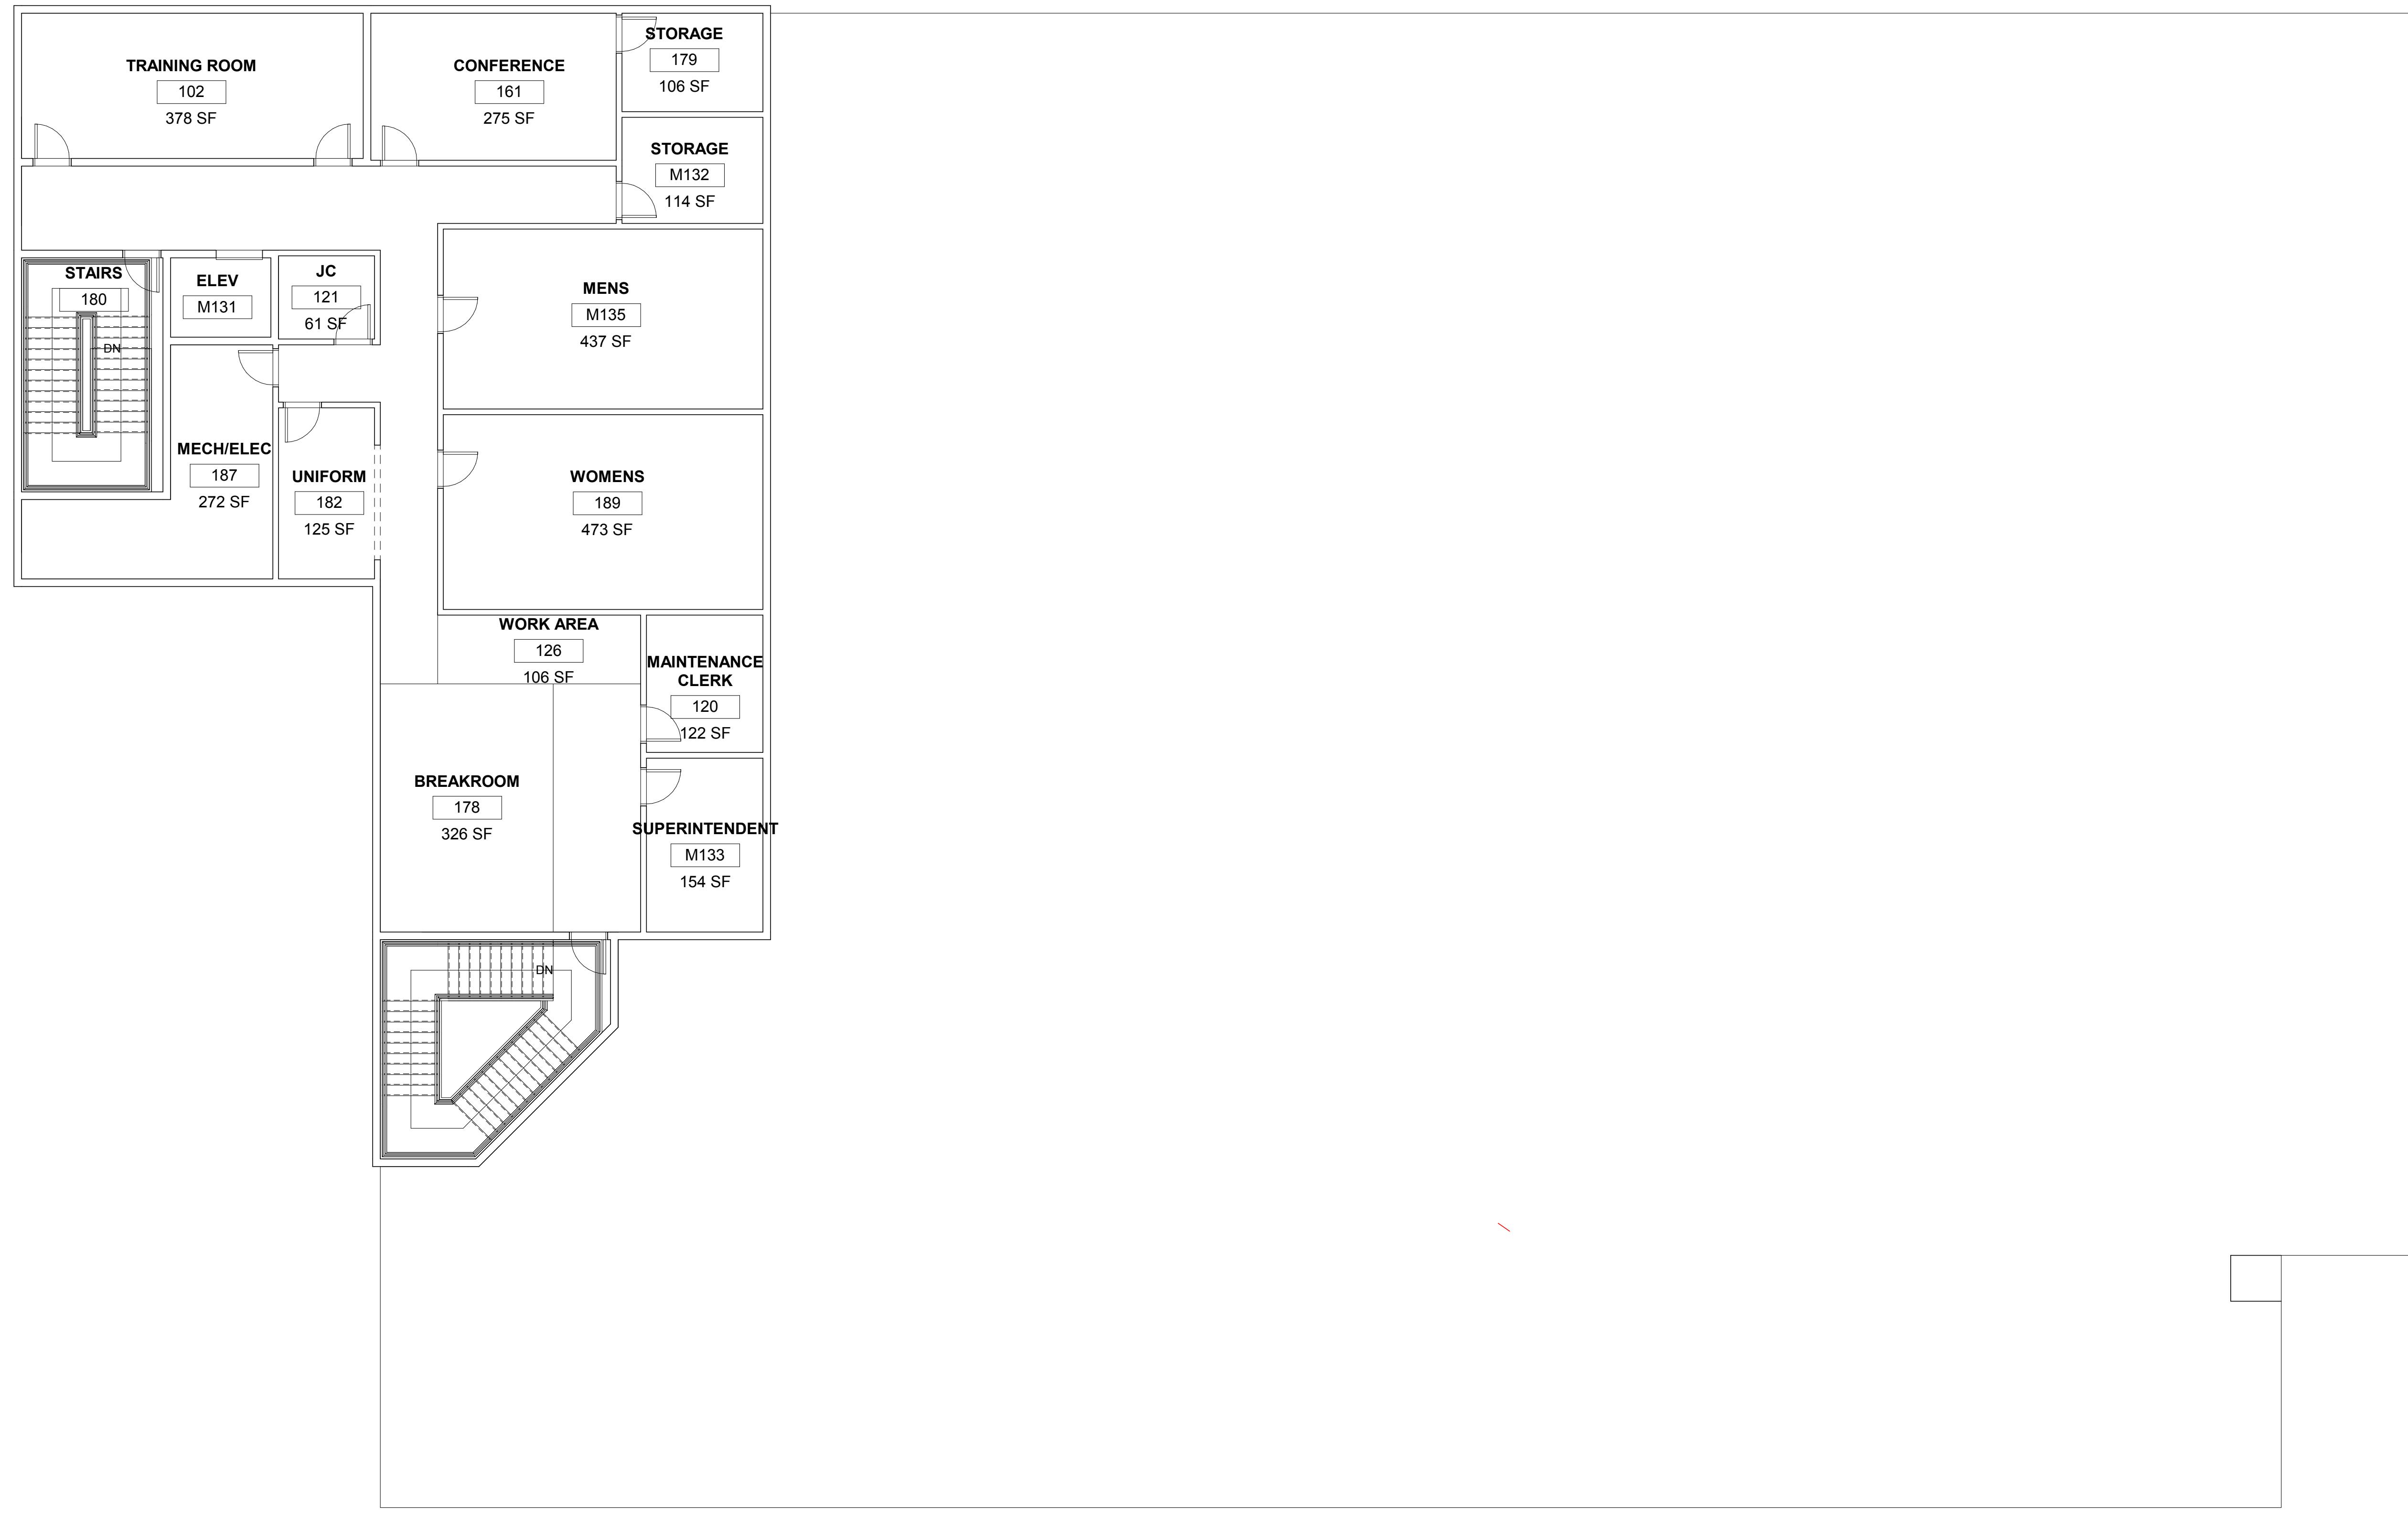 TRAINING ROOM
102
378 SF
CONFERENCE
161
275 SF
STORAGE
179
106 SF
STORAGE
M132
114 SF
STAIRS
180
DN
ELEV
M131
JC
121
61 SF
MENS
M135
437 SF
MECH/ELEC
187
272 SF
UNIFORM
182
125 SF
WOMENS
189
473 SF
WORK AREA
126
106 SF
MAINTENANCE
CLERK
120
122 SF
BREAKROOM
178
326 SF
SUPERINTENDENT
M133
154 SF
DN